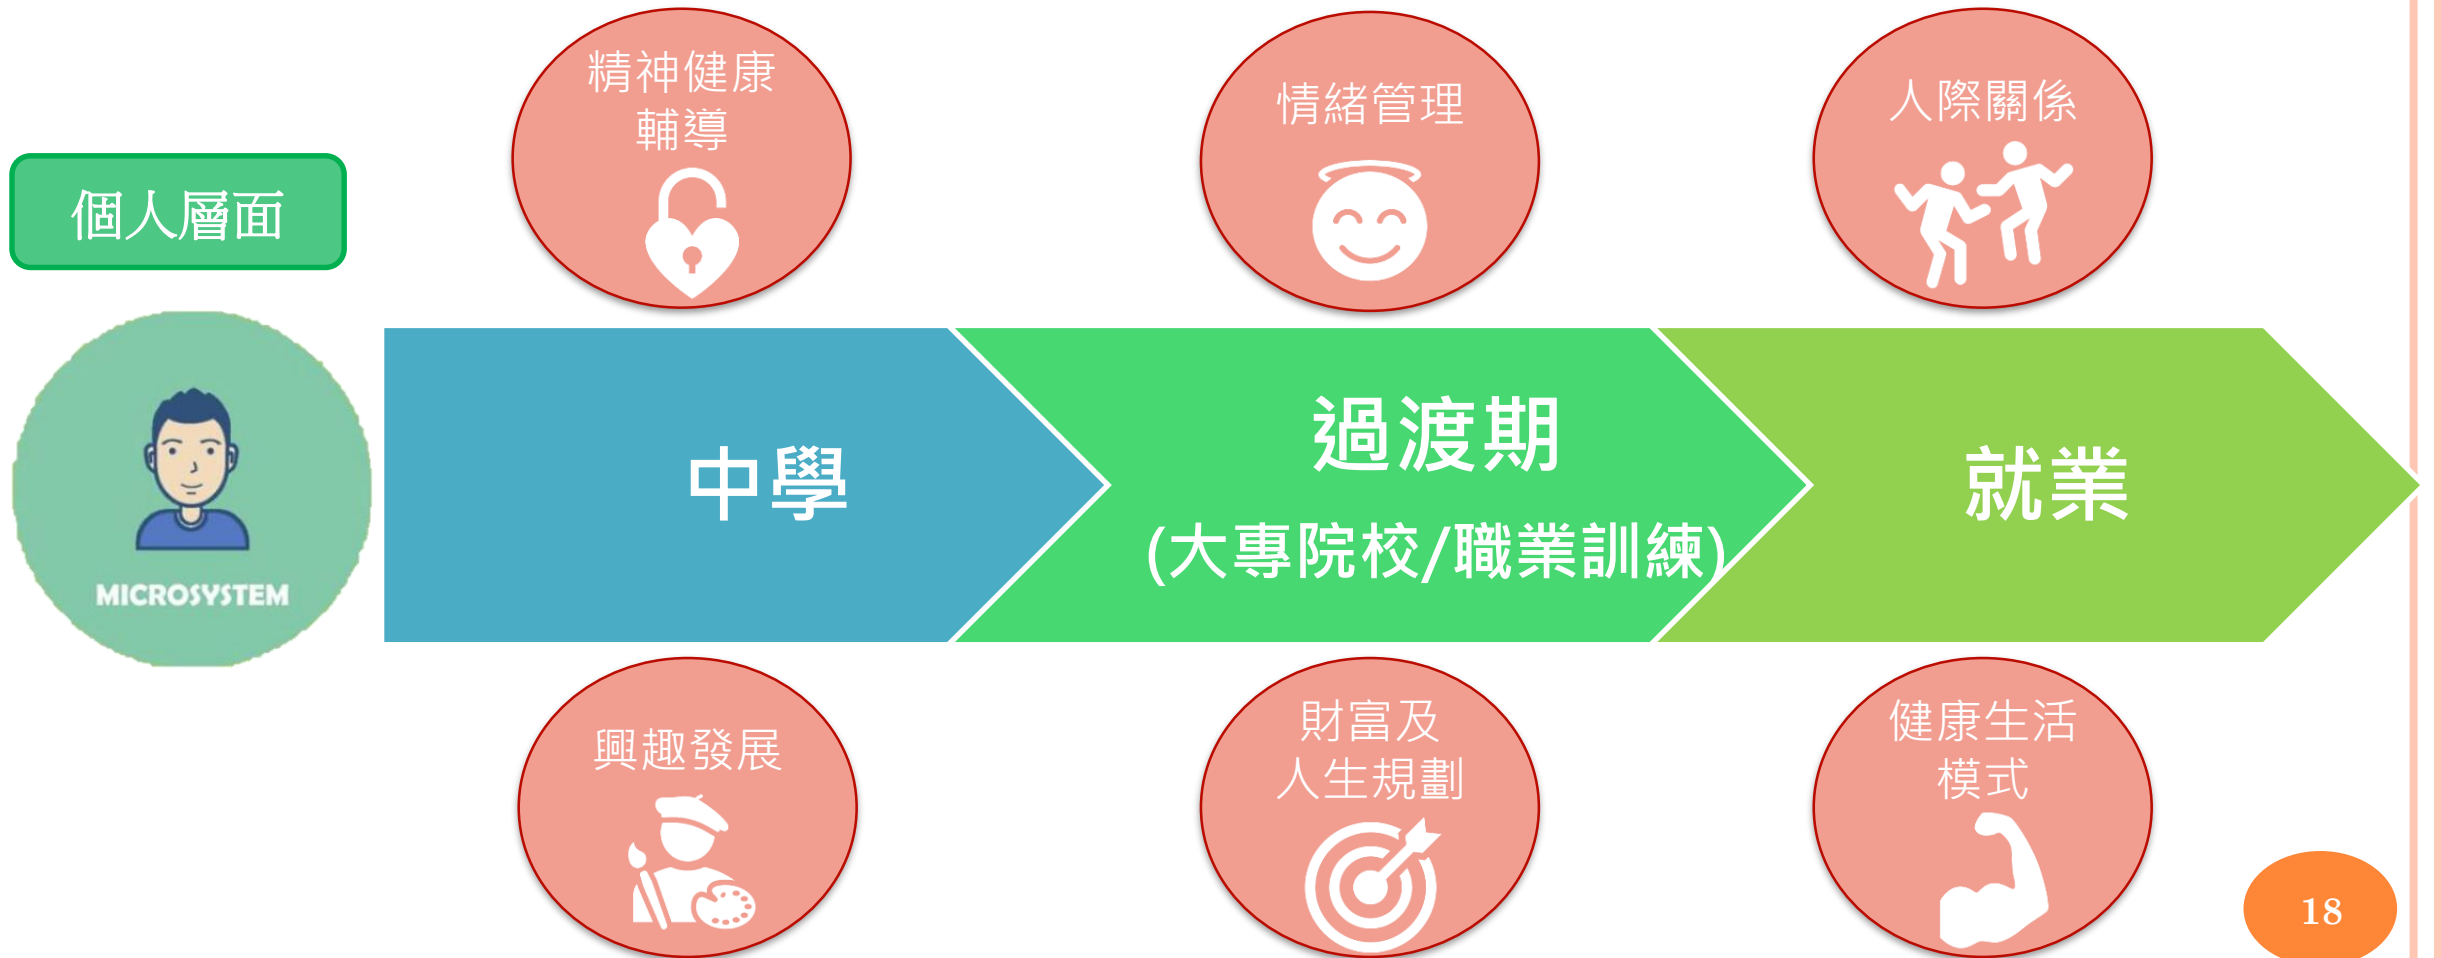 精神健康
輔導
情緒管理
人際關係
個人層面
MICROSYSTEM
中學
過渡期
(大專院校/職業訓練)
就業
興趣發展
財富及
人生規劃
健康生活
模式
18